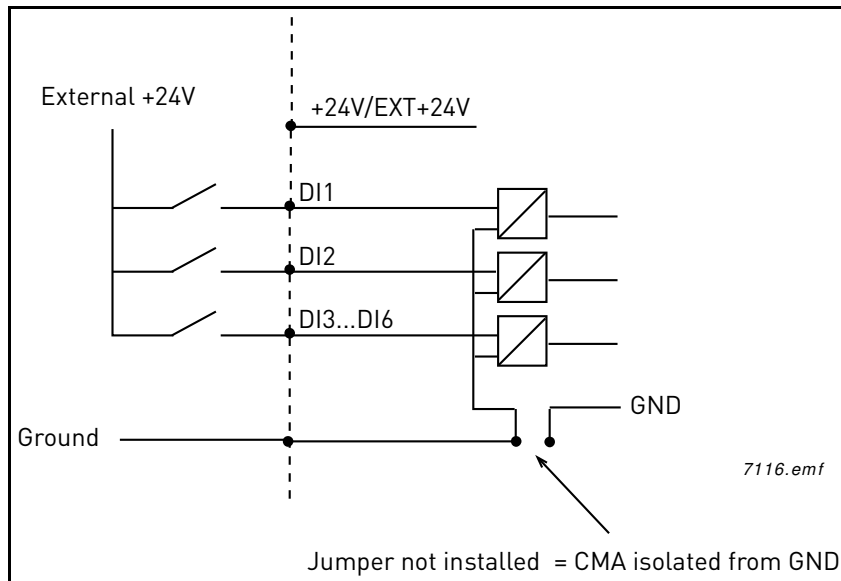 External +24V
+24V/EXT+24V
DI1
DI2
DI3...DI6
GND
Ground
7116.emf
Jumper not installed = CMA isolated from GND